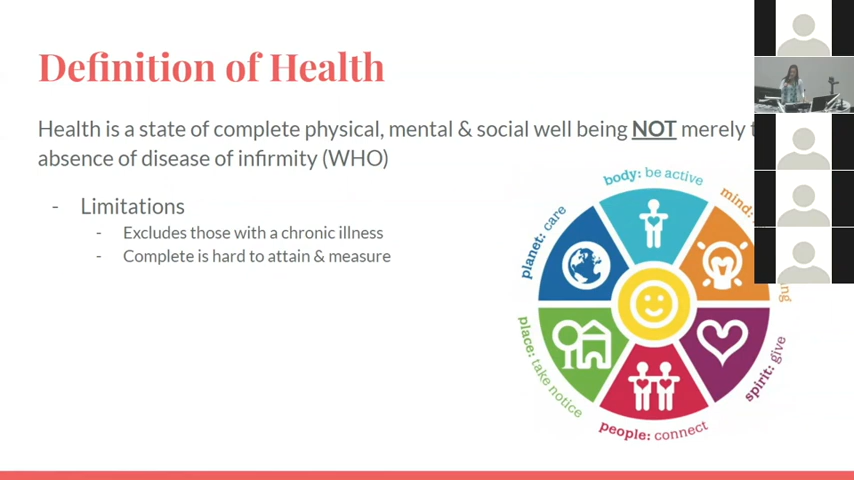 Definition of Health
Health is a state of complete physical, mental & social well being NOT merely
absence of disease of infirmity (WHO)
- Limitations
- Excludes those with a chronic illness
- Complete is hard to attain & measure
body: be active
mind:
planet: care
place: take notice
spirit: give
people: connect